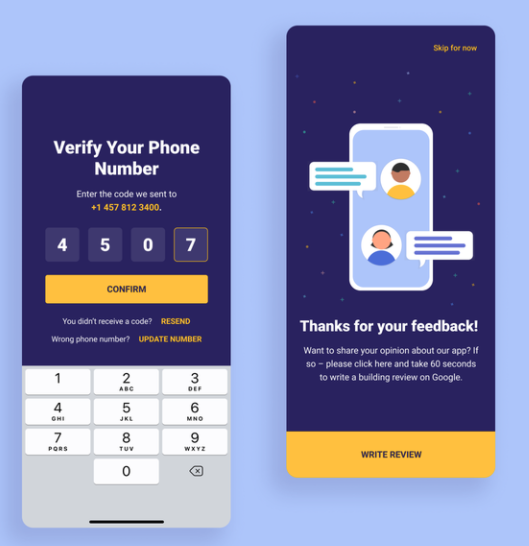 Verify Your Phone
Number
Enter the code we sent to
+1 457 812 3400.
4 5 0 7
CONFIRM
You didn't receive a code? RESEND
Wrong phone number? UPDATE NUMBER
1 2 3
ABC DEF
4 5 6
GHI JKL MNO
7 8 9
PQRS TUV WXYZ
0
Skip for now
Thanks for your feedback!
Want to share your opinion about our app? If
so – please click here and take 60 seconds
to write a building review on Google.
WRITE REVIEW